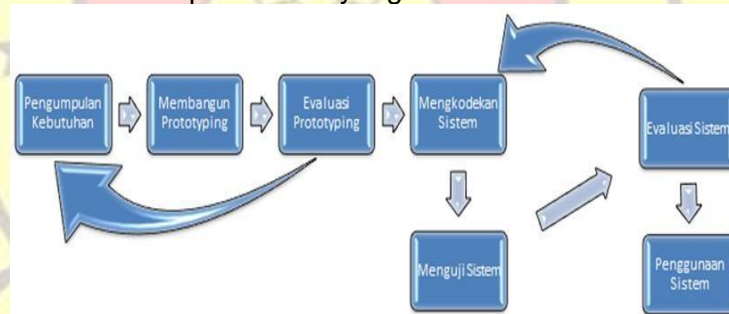 Pengumpulan
Kebutuhan
Membangun
Prototyping
Evaluasi
Prototyping
Mengkodekan
Sistem
Menguji Sistem
Evaluasi Sistem
Penggunaan
Sistem